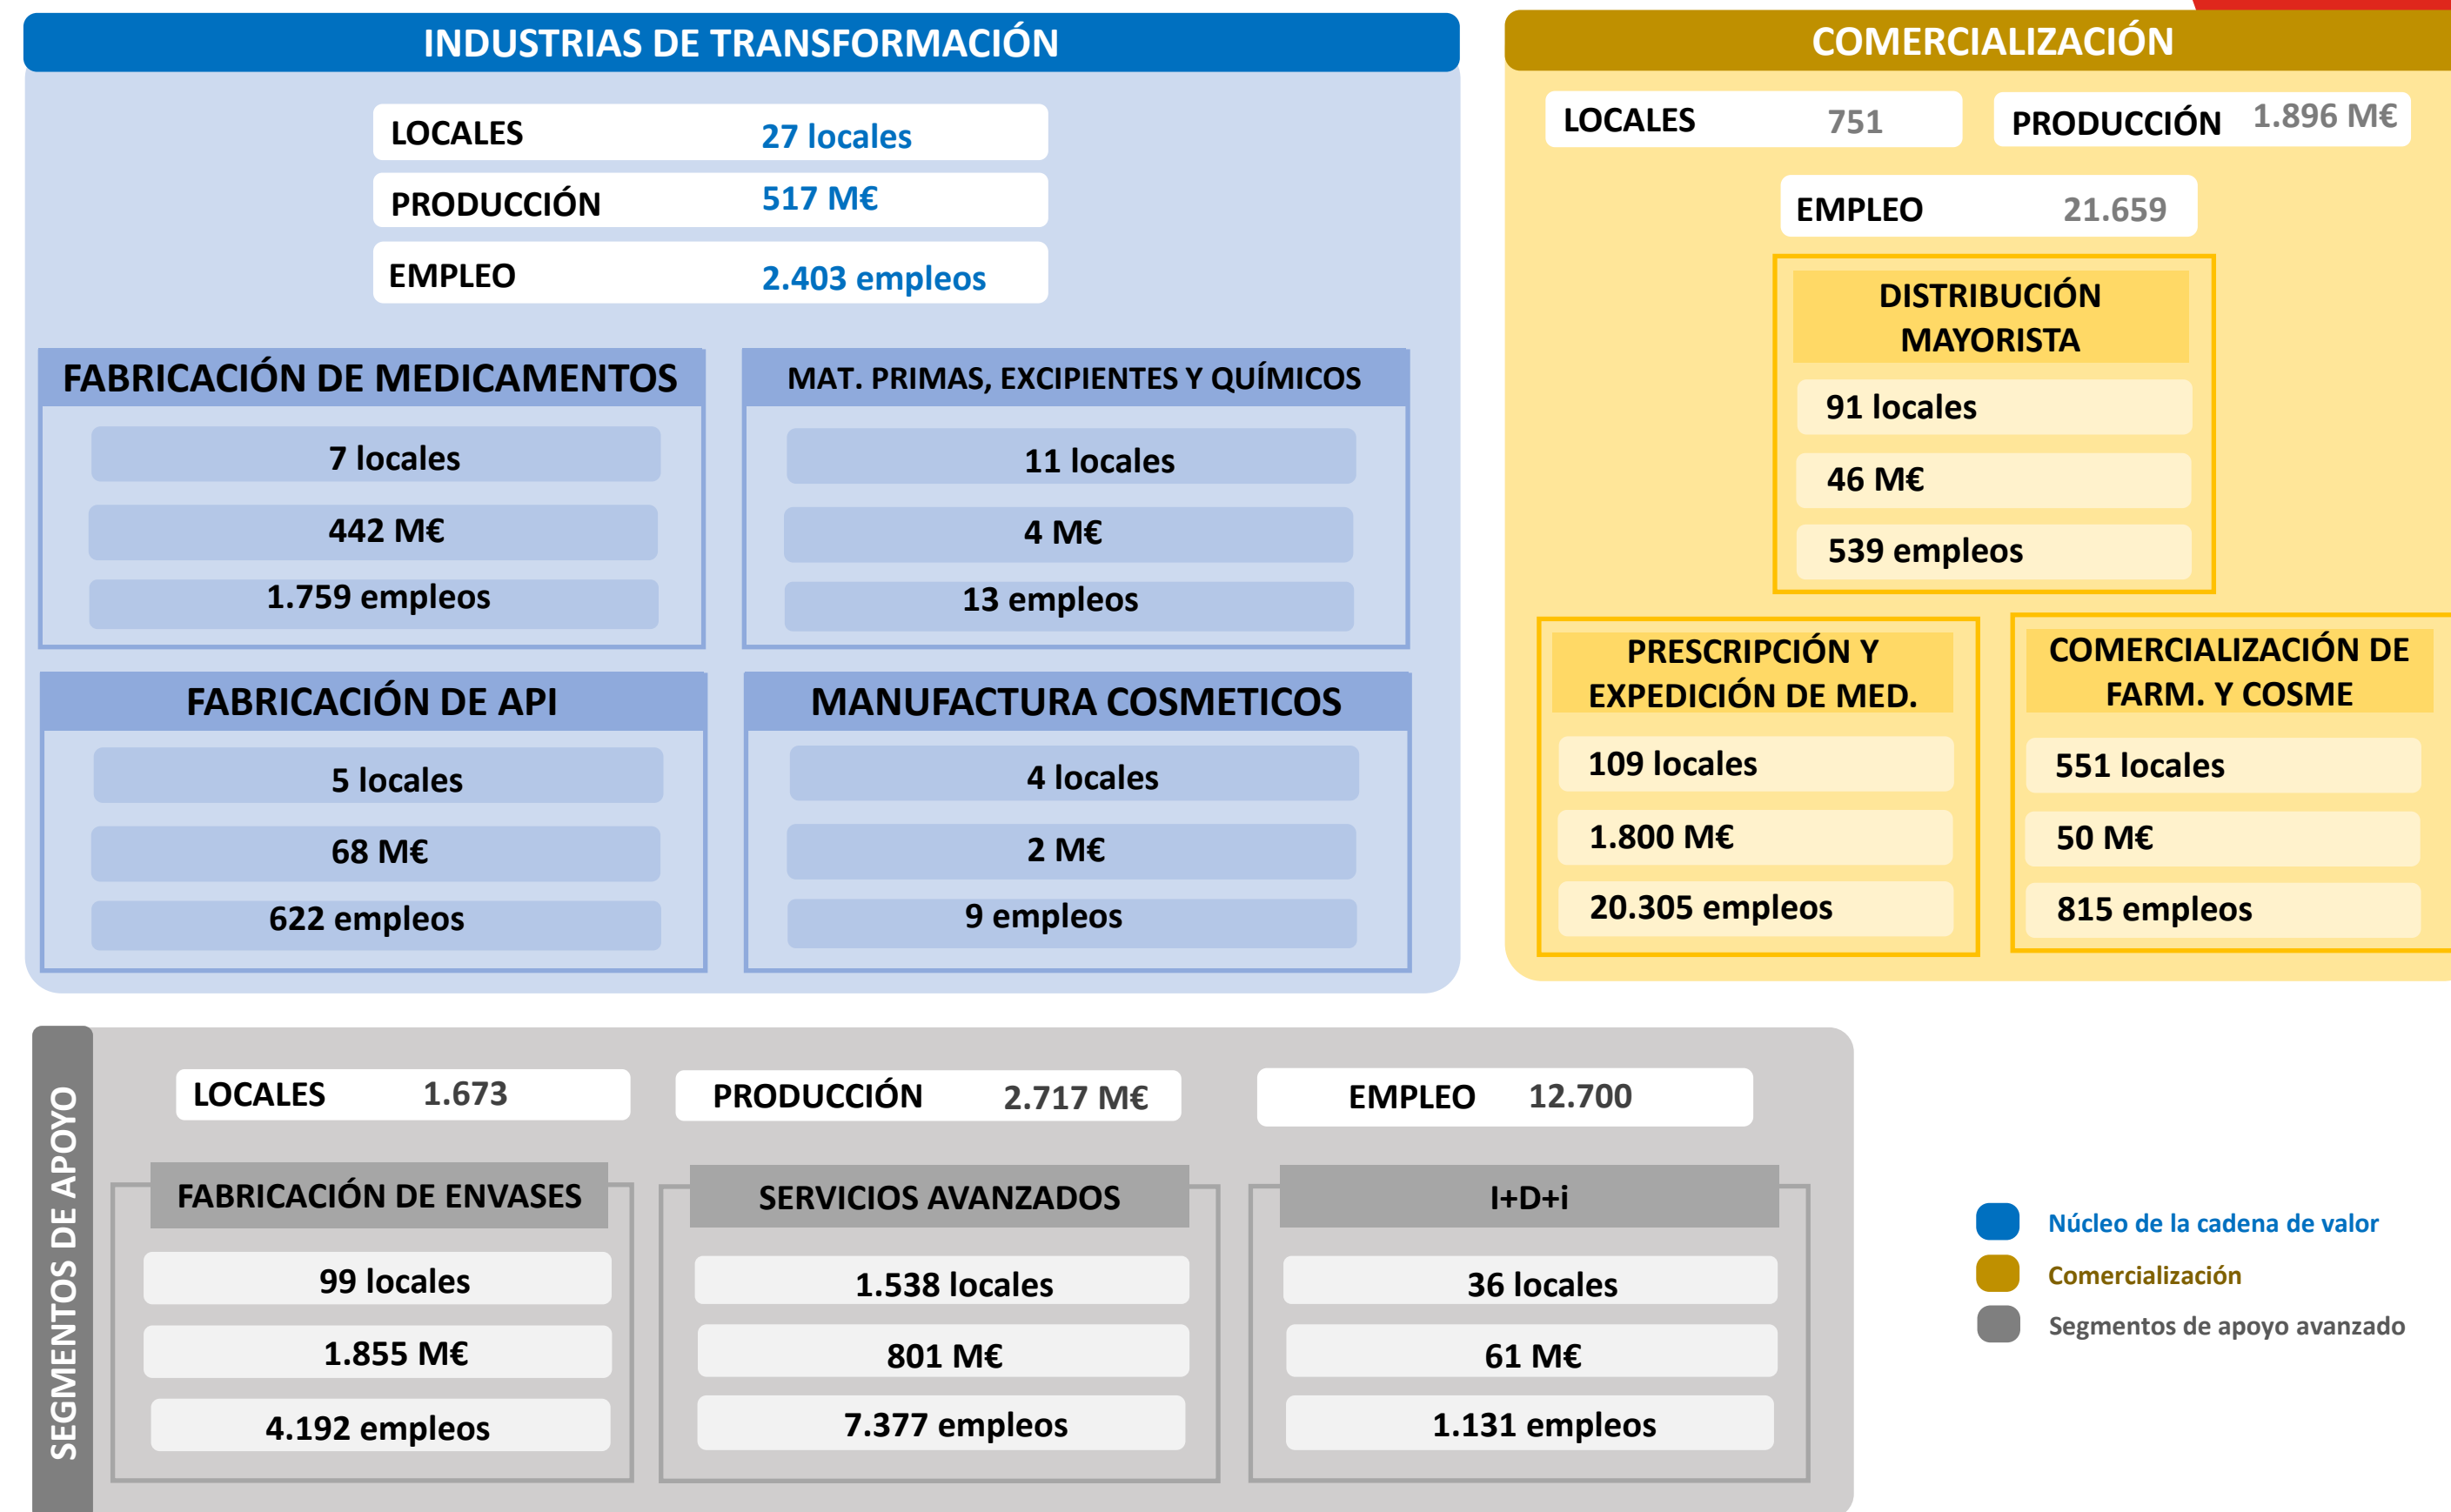 INDUSTRIAS DE TRANSFORMACIÓN
LOCALES 27 locales
PRODUCCIÓN 517 M€
EMPLEO 2.403 empleos
FABRICACIÓN DE MEDICAMENTOS
7 locales
442 M€
1.759 empleos
MAT. PRIMAS, EXCIPIENTES Y QUÍMICOS
11 locales
4 M€
13 empleos
FABRICACIÓN DE API
5 locales
68 M€
622 empleos
MANUFACTURA COSMETICOS
4 locales
2 M€
9 empleos
COMERCIALIZACIÓN
LOCALES 751
PRODUCCIÓN 1.896 M€
EMPLEO 21.659
DISTRIBUCIÓN
MAYORISTA
91 locales
46 M€
539 empleos
PRESCRIPCIÓN Y
EXPEDICIÓN DE MED.
109 locales
1.800 M€
20.305 empleos
COMERCIALIZACIÓN DE
FARM. Y COSME
551 locales
50 M€
815 empleos
SEGMENTOS DE APOYO
LOCALES 1.673
PRODUCCIÓN 2.717 M€
EMPLEO 12.700
FABRICACIÓN DE ENVASES
99 locales
1.855 M€
4.192 empleos
SERVICIOS AVANZADOS
1.538 locales
801 M€
7.377 empleos
I+D+i
36 locales
61 M€
1.131 empleos
Núcleo de la cadena de valor
Comercialización
Segmentos de apoyo avanzado